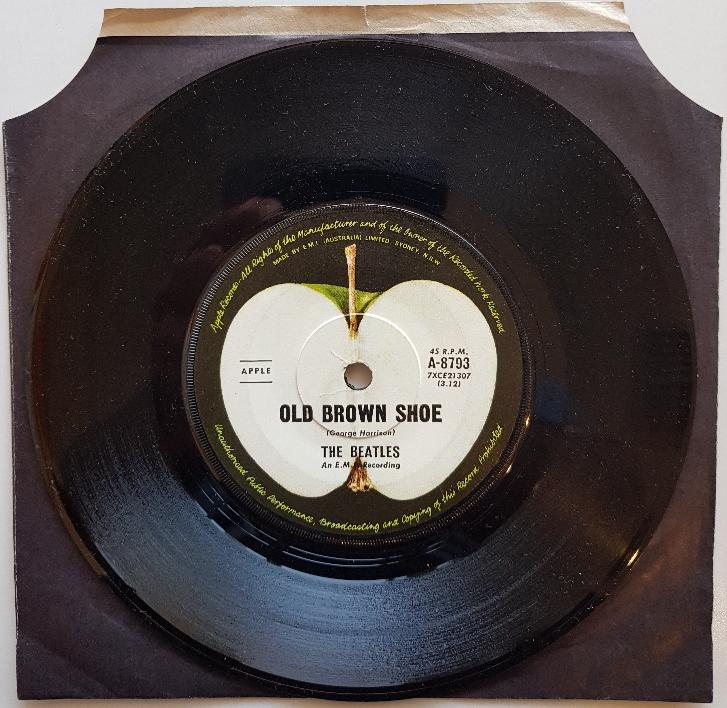 Apple Records. All Rights of the Manufacturer and of the Owner of the Recorded Work Reserved
MADE BY E.M.I. (AUSTRALIA) LIMITED, SYDNEY, N.S.W.
APPLE
45 R.P.M.
A-8793
7XCE21307
(3.12)
OLD BROWN SHOE
(George Harrison)
THE BEATLES
An E.M.I. Recording
Unauthorised Public Performance, Broadcasting and Copying of this Record Prohibited